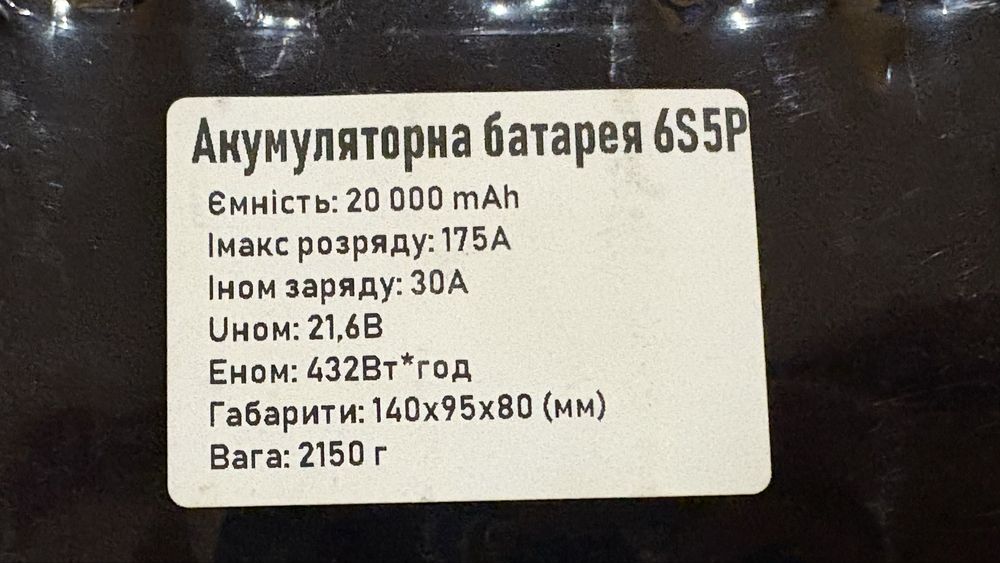 Акумуляторна батарея 6S5P
Ємність: 20 000 mAh
Імакс розряду: 175А
Іном заряду: 30А
Uном: 21,6В
Еном: 432Вт*год
Габарити: 140х95х80 (мм)
Вага: 2150 г